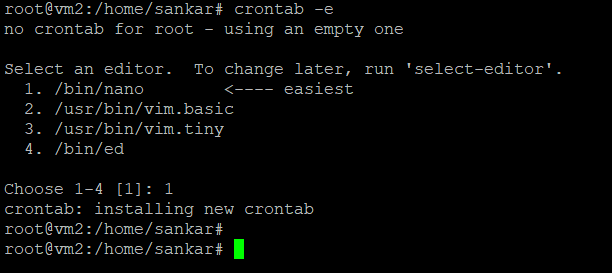 root@vm2:/home/sankar# crontab -e
no crontab for root - using an empty one
Select an editor.  To change later, run 'select-editor'.
  1. /bin/nano        <---- easiest
  2. /usr/bin/vim.basic
  3. /usr/bin/vim.tiny
  4. /bin/ed
Choose 1-4 [1]: 1
crontab: installing new crontab
root@vm2:/home/sankar#
root@vm2:/home/sankar#